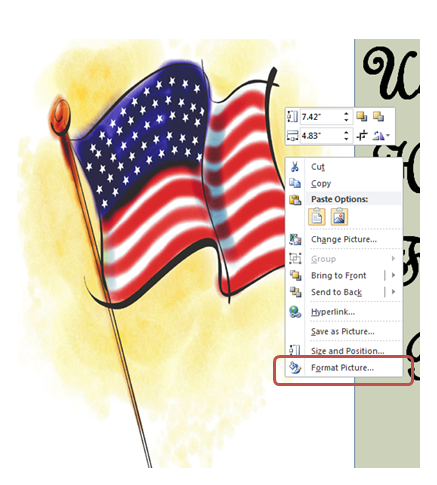 7.42"
4.83"
Cut
Copy
Paste Options:
Change Picture...
Group
Bring to Front
Send to Back
Hyperlink...
Save as Picture...
Size and Position...
Format Picture...